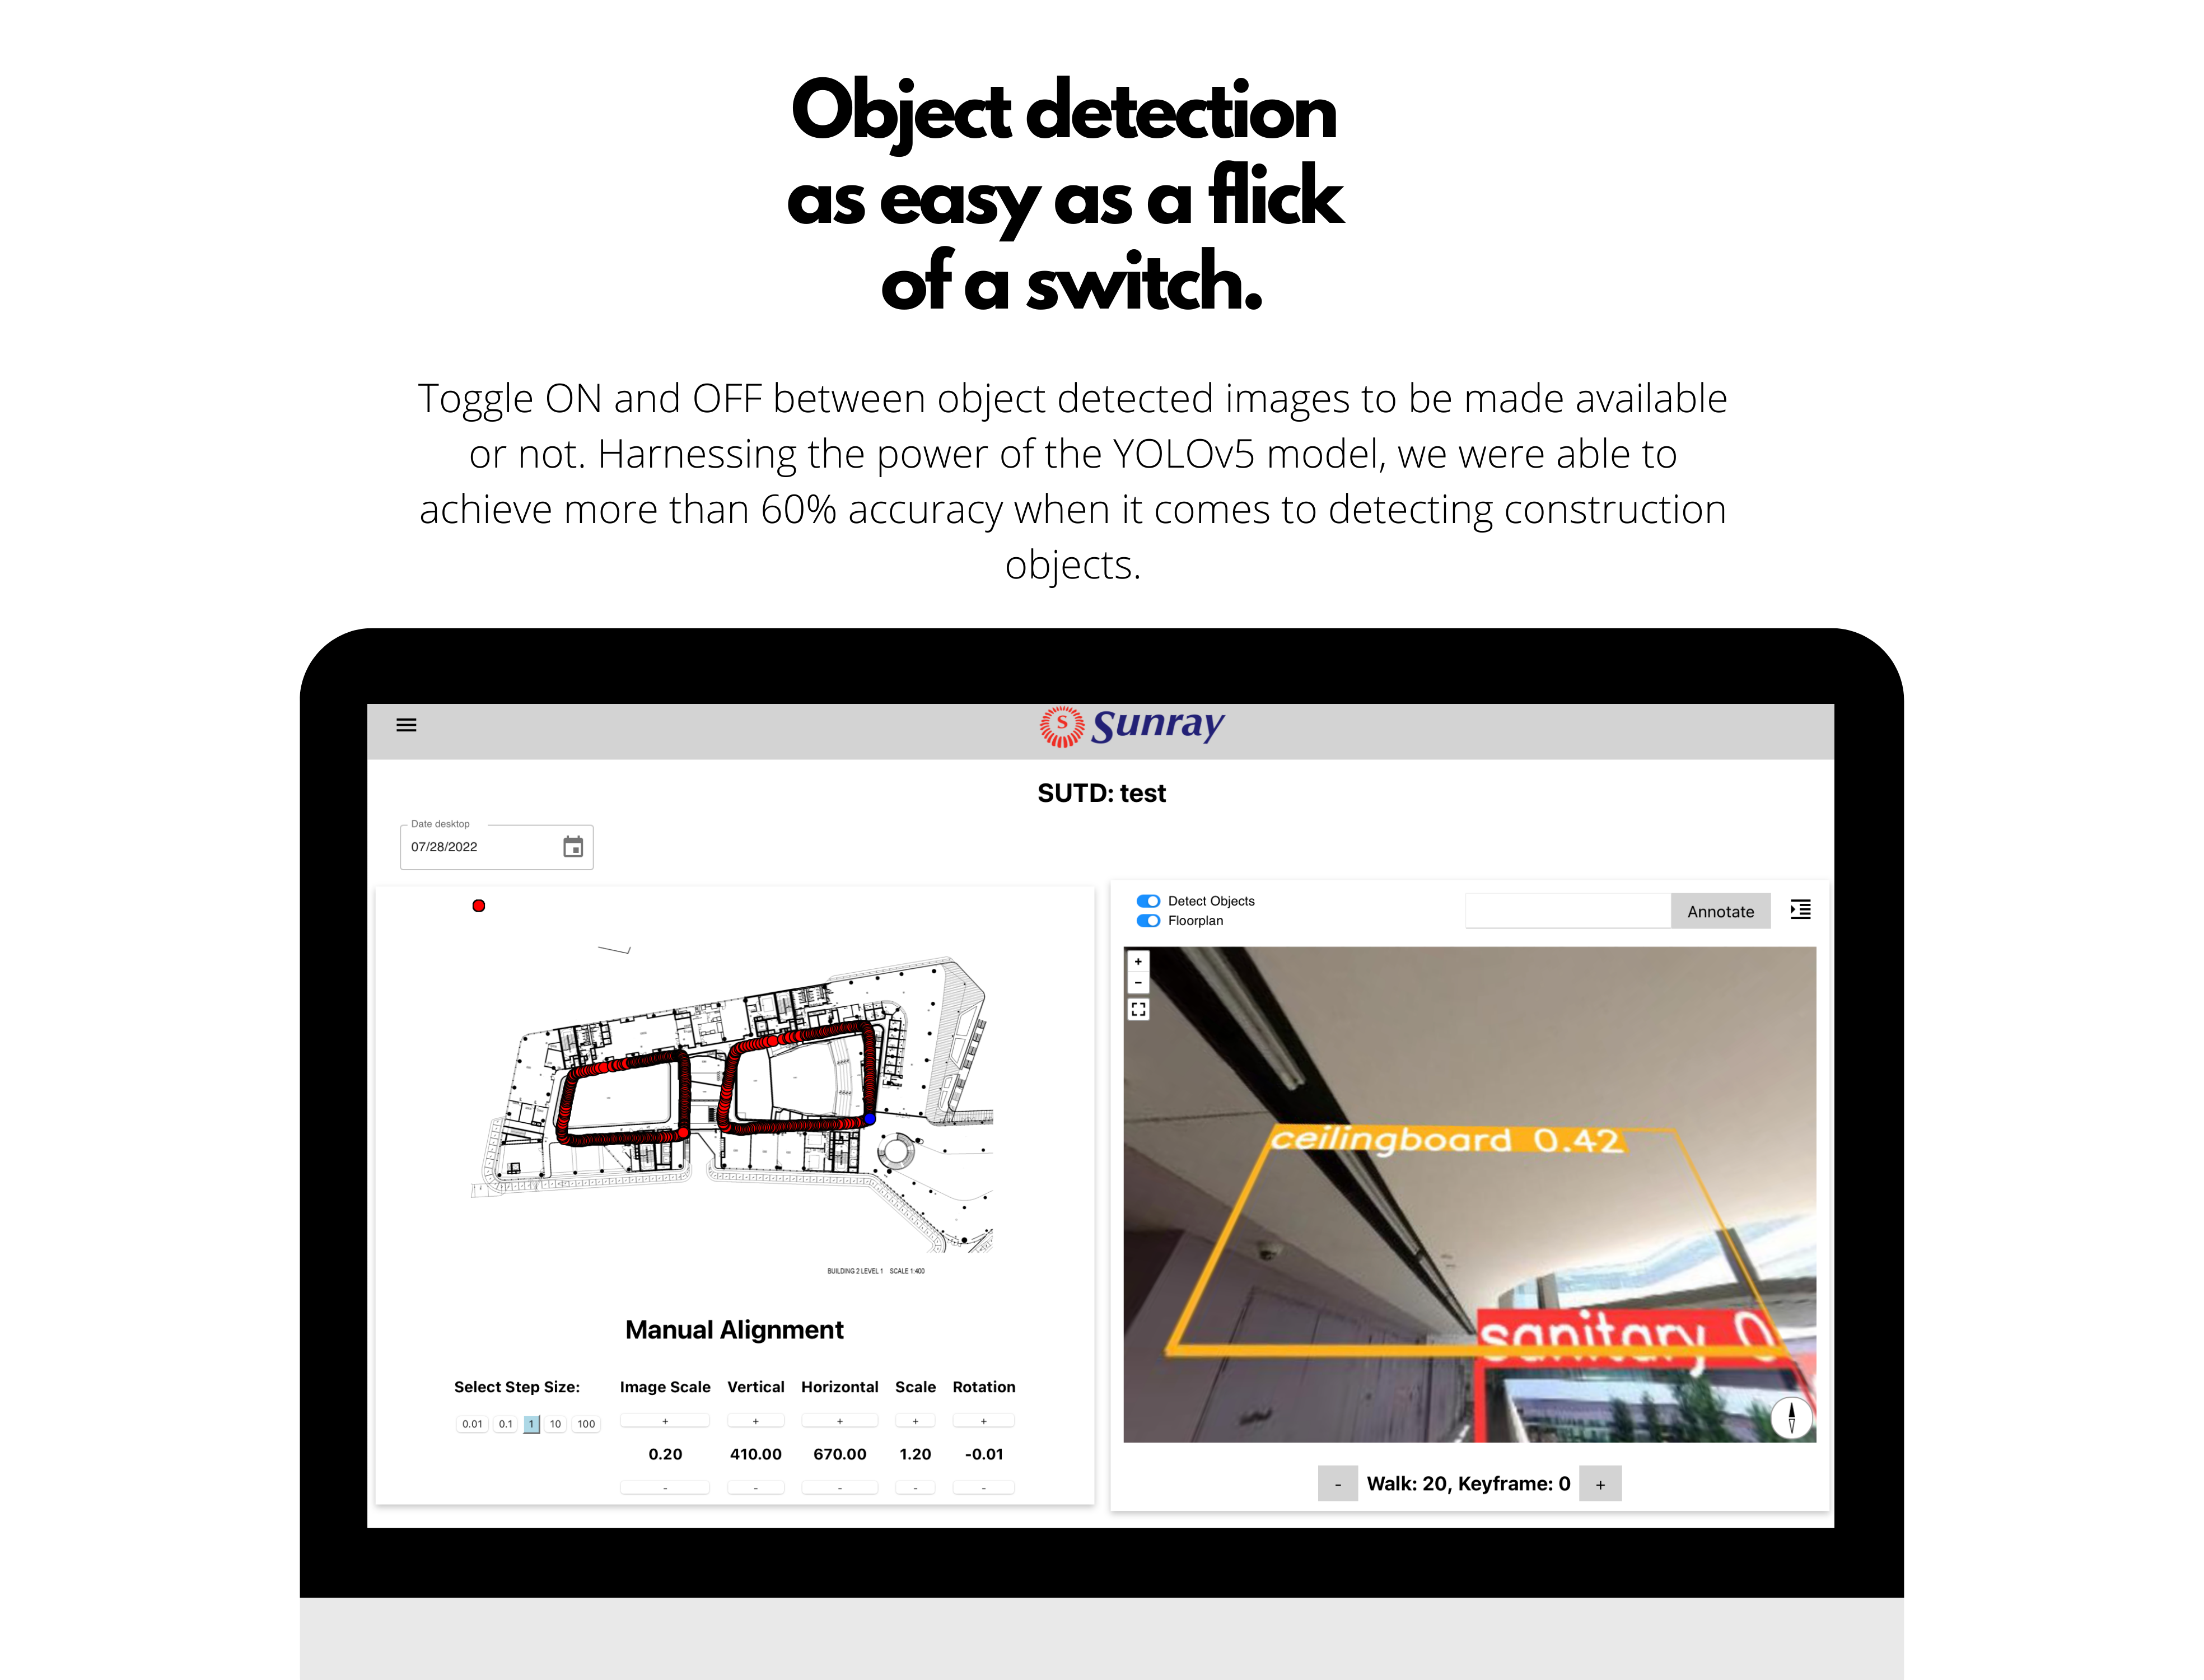 Object detection
as easy as a flick
of a switch.
Toggle ON and OFF between object detected images to be made available
or not. Harnessing the power of the YOLOv5 model, we were able to
achieve more than 60% accuracy when it comes to detecting construction
objects.
S Sunray
SUTD: test
Date desktop
07/28/2022
BUILDING 2 LEVEL 1 SCALE 1:400
Manual Alignment
Select Step Size: Image Scale Vertical Horizontal Scale Rotation
0.01 0.1 1 10 100 + + + + +
0.20 410.00 670.00 1.20 -0.01
- - - - -
Detect Objects
Floorplan
Annotate
+
-
ceilingboard 0.42
sanitary 0
- Walk: 20, Keyframe: 0 +